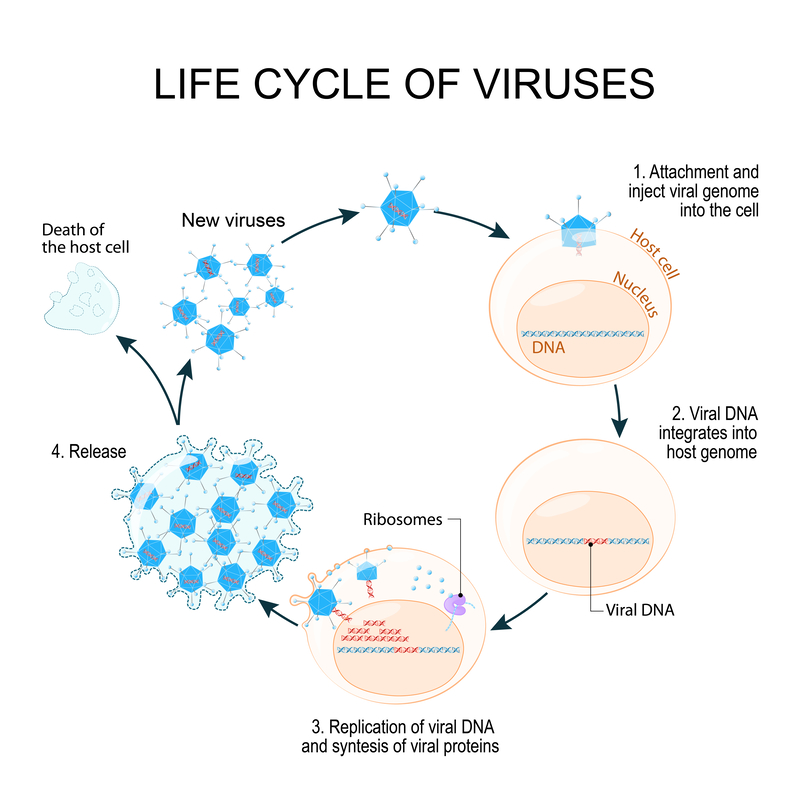 LIFE CYCLE OF VIRUSES
1. Attachment and
inject viral genome
into the cell
Host cell
Nucleus
DNA
2. Viral DNA
integrates into
host genome
Viral DNA
Ribosomes
3. Replication of viral DNA
and syntesis of viral proteins
4. Release
Death of
the host cell
New viruses